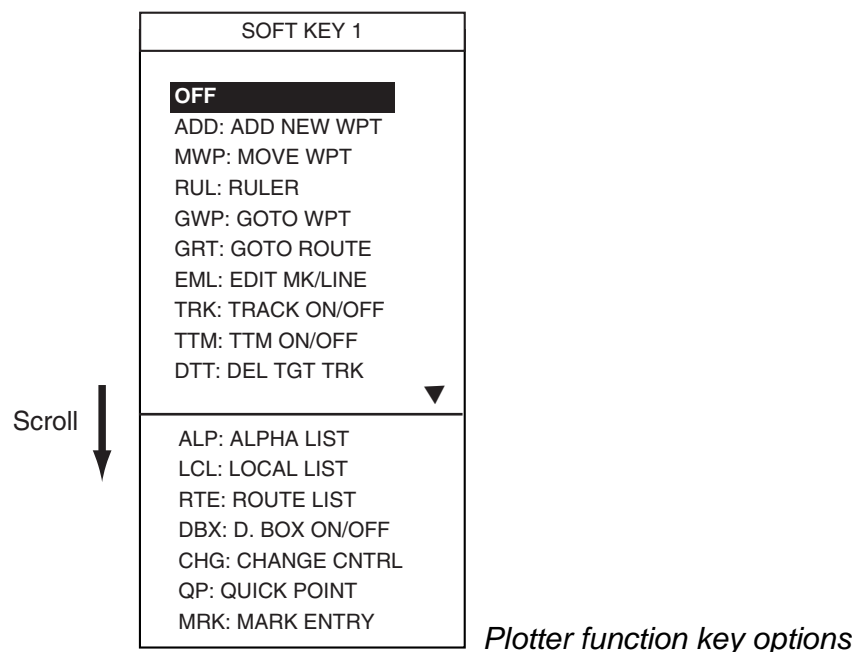 SOFT KEY 1
OFF
ADD: ADD NEW WPT
MWP: MOVE WPT
RUL: RULER
GWP: GOTO WPT
GRT: GOTO ROUTE
EML: EDIT MK/LINE
TRK: TRACK ON/OFF
TTM: TTM ON/OFF
DTT: DEL TGT TRK
Scroll
ALP: ALPHA LIST
LCL: LOCAL LIST
RTE: ROUTE LIST
DBX: D. BOX ON/OFF
CHG: CHANGE CNTRL
QP: QUICK POINT
MRK: MARK ENTRY
Plotter function key options